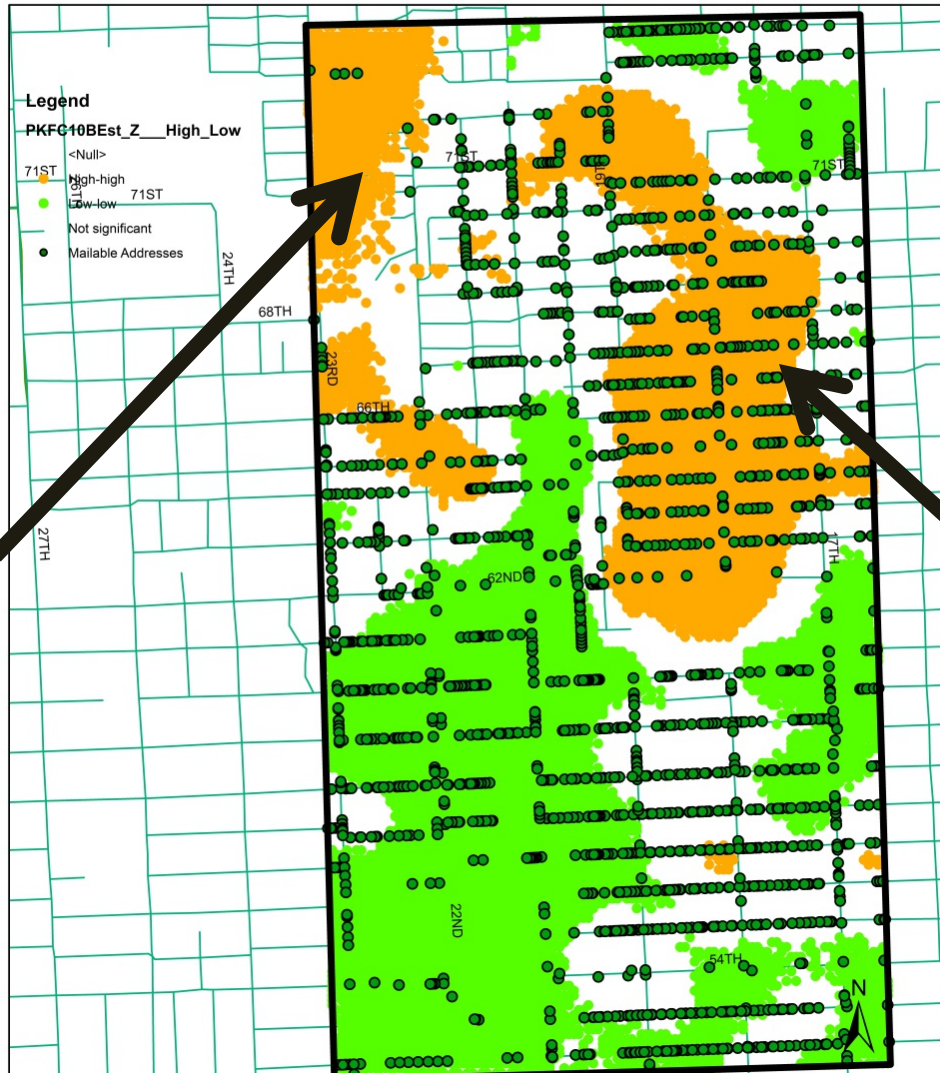 Legend
PKFC10BEst_Z___High_Low
<Null>
71ST
High-high
26TH
71ST
Low-low
Not significant
Mailable Addresses
71ST
71ST
24TH
68TH
23RD
66TH
27TH
17TH
62ND
22ND
54TH
N